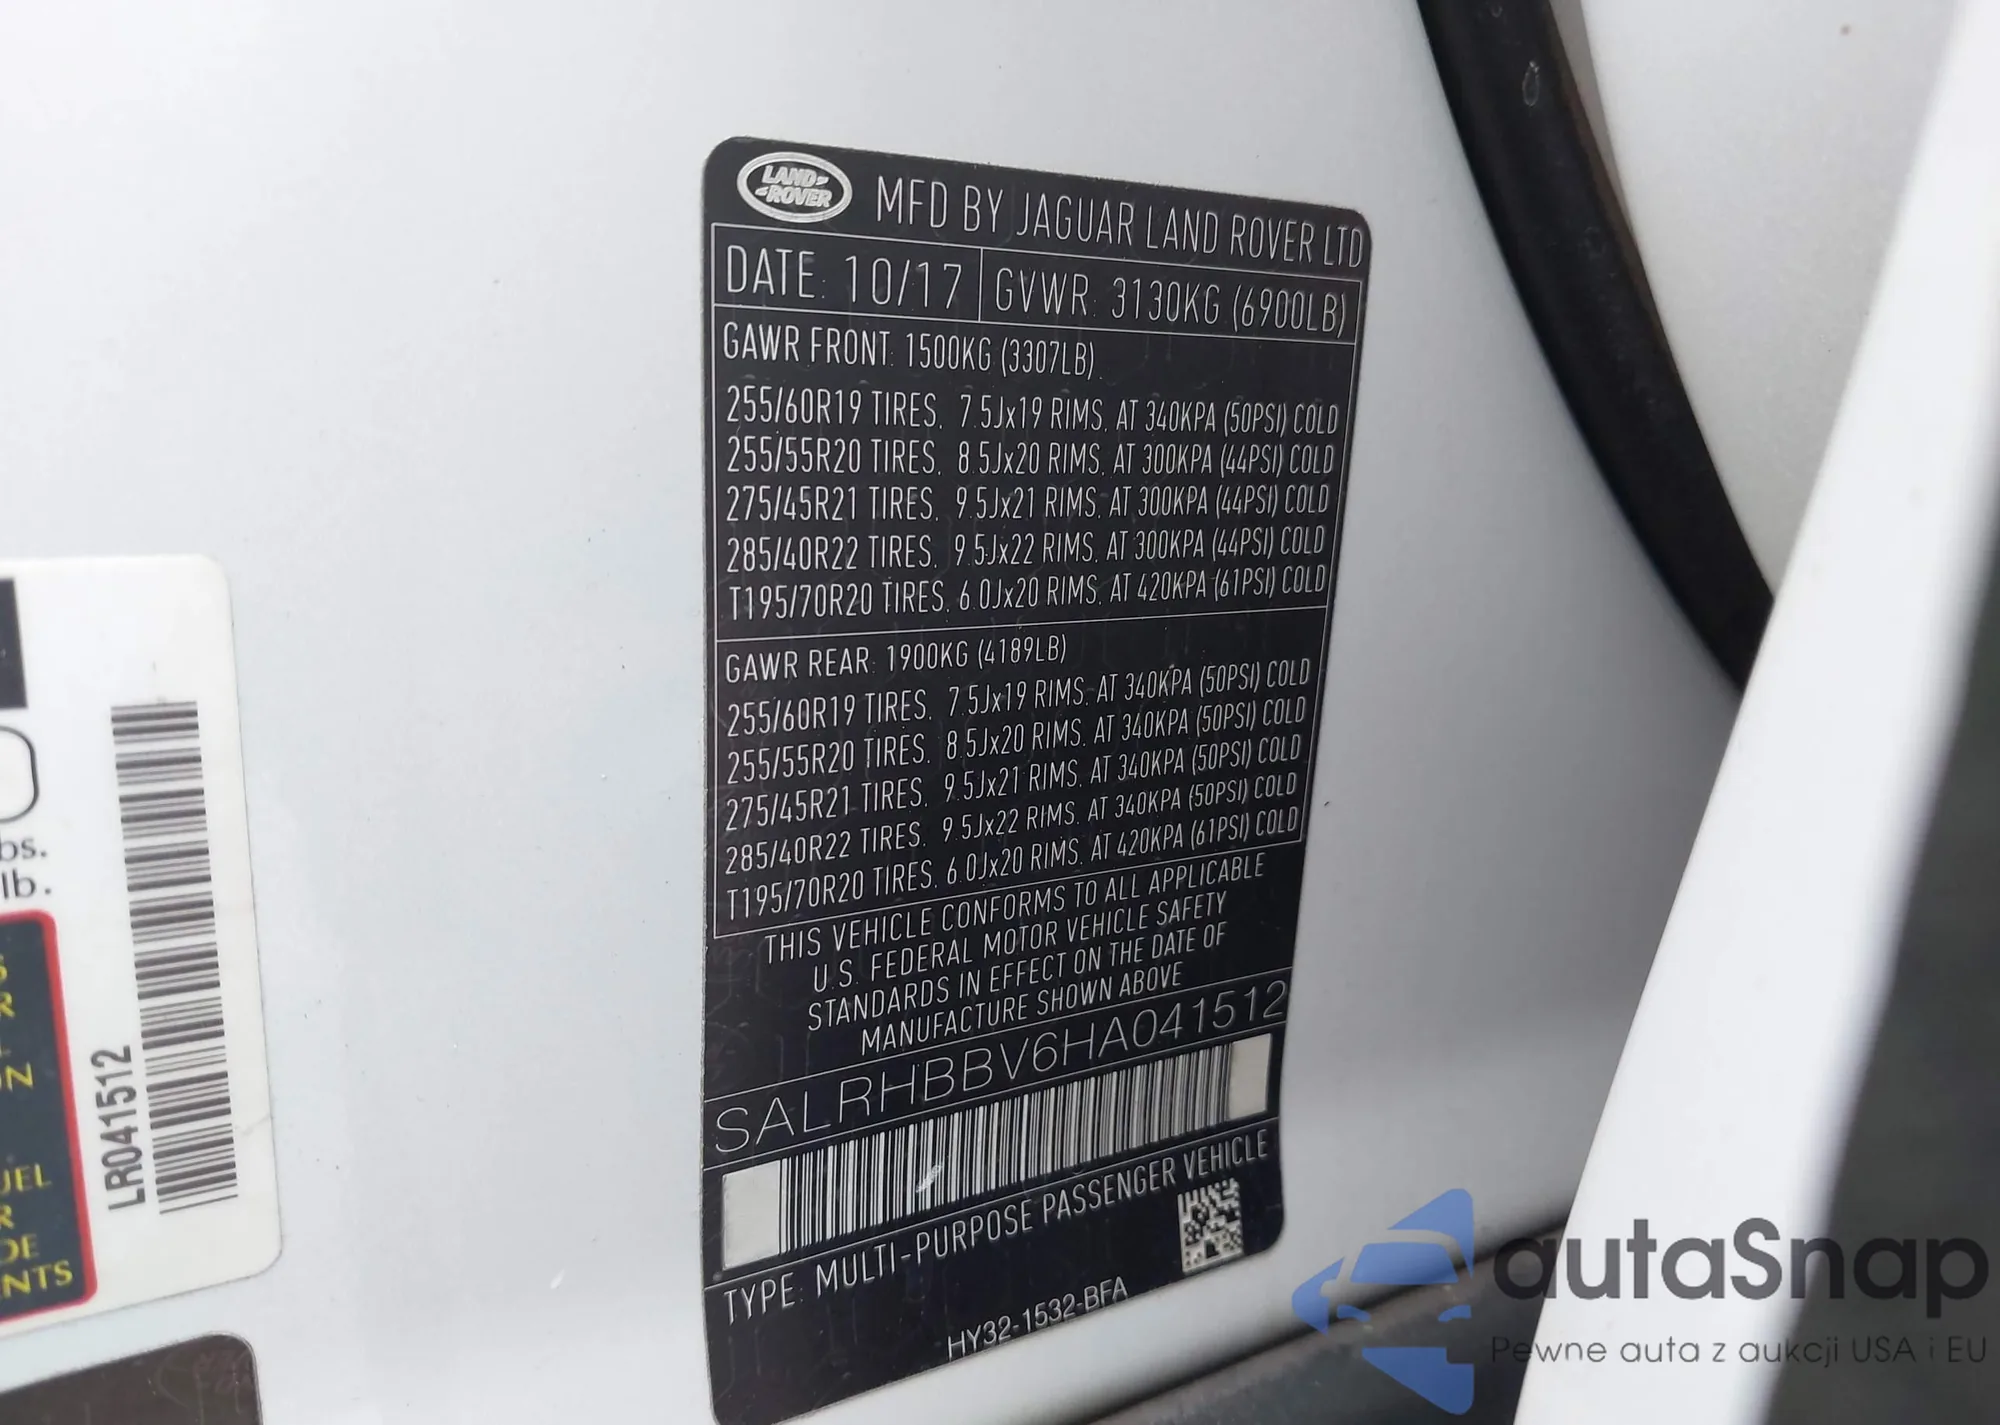 LAND ROVER
MFD BY JAGUAR LAND ROVER LTD
DATE: 10/17 GVWR: 3130KG (6900LB)
GAWR FRONT: 1500KG (3307LB)
255/60R19 TIRES, 7.5Jx19 RIMS, AT 340KPA (50PSI) COLD
255/55R20 TIRES, 8.5Jx20 RIMS, AT 300KPA (44PSI) COLD
275/45R21 TIRES, 9.5Jx21 RIMS, AT 300KPA (44PSI) COLD
285/40R22 TIRES, 9.5Jx22 RIMS, AT 300KPA (44PSI) COLD
T195/70R20 TIRES, 6.0Jx20 RIMS, AT 420KPA (61PSI) COLD
GAWR REAR: 1900KG (4189LB)
255/60R19 TIRES, 7.5Jx19 RIMS, AT 340KPA (50PSI) COLD
255/55R20 TIRES, 8.5Jx20 RIMS, AT 340KPA (50PSI) COLD
275/45R21 TIRES, 9.5Jx21 RIMS, AT 340KPA (50PSI) COLD
285/40R22 TIRES, 9.5Jx22 RIMS, AT 340KPA (50PSI) COLD
T195/70R20 TIRES, 6.0Jx20 RIMS, AT 420KPA (61PSI) COLD
THIS VEHICLE CONFORMS TO ALL APPLICABLE
U.S. FEDERAL MOTOR VEHICLE SAFETY
STANDARDS IN EFFECT ON THE DATE OF
MANUFACTURE SHOWN ABOVE
SALRHBBV6HA041512
TYPE: MULTI-PURPOSE PASSENGER VEHICLE
HY32-1532-BFA
LR041512
lb.
autaSnap
Pewne auta z aukcji USA i EU